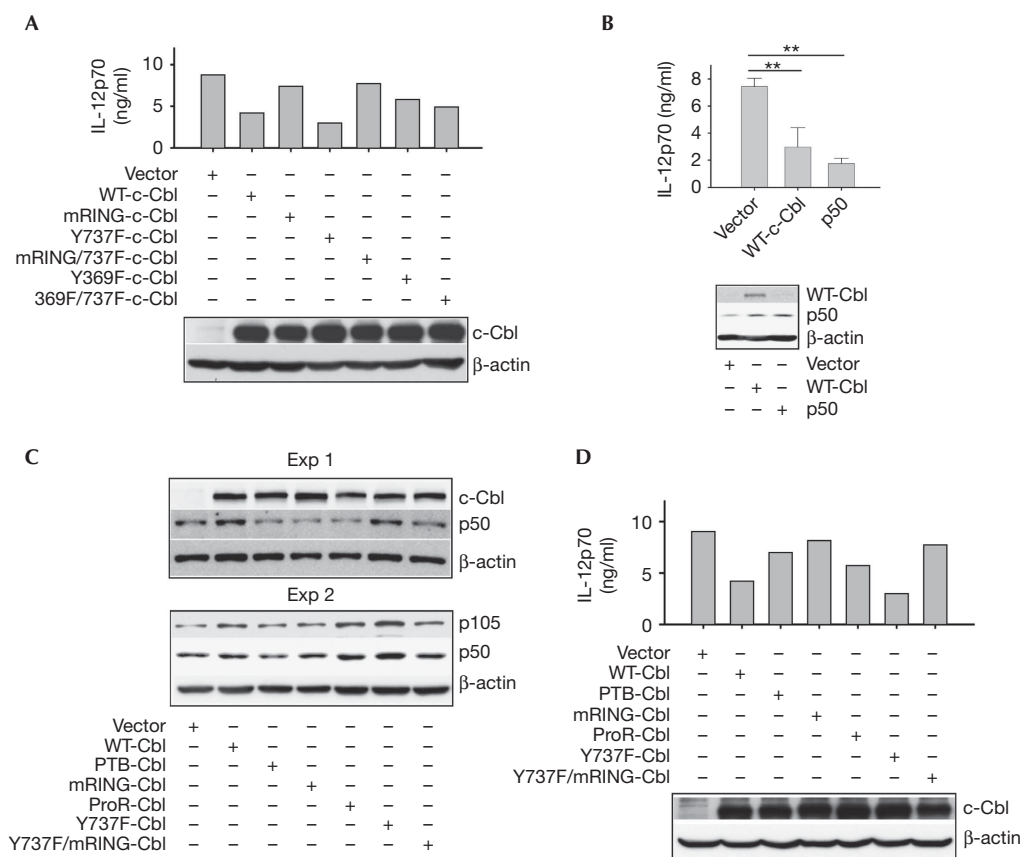 A
IL-12p70
(ng/ml)
10
5
0
Vector + – – – – – –
WT-c-Cbl – + – – – – –
mRING-c-Cbl – – + – – – –
Y737F-c-Cbl – – – + – – –
mRING/737F-c-Cbl – – – – + – –
Y369F-c-Cbl – – – – – + –
369F/737F-c-Cbl – – – – – – +
c-Cbl
β-actin
B
IL-12p70 (ng/ml)
8
6
4
2
0
**
**
Vector
WT-c-Cbl
p50
WT-Cbl
p50
β-actin
+ – – Vector
– + – WT-Cbl
– – + p50
C
Exp 1
c-Cbl
p50
β-actin
Exp 2
p105
p50
β-actin
Vector + – – – – – –
WT-Cbl – + – – – – –
PTB-Cbl – – + – – – –
mRING-Cbl – – – + – – –
ProR-Cbl – – – – + – –
Y737F-Cbl – – – – – + –
Y737F/mRING-Cbl – – – – – – +
D
IL-12p70
(ng/ml)
10
5
0
Vector + – – – – – –
WT-Cbl – + – – – – –
PTB-Cbl – – + – – – –
mRING-Cbl – – – + – – –
ProR-Cbl – – – – + – –
Y737F-Cbl – – – – – + –
Y737F/mRING-Cbl – – – – – – +
c-Cbl
β-actin